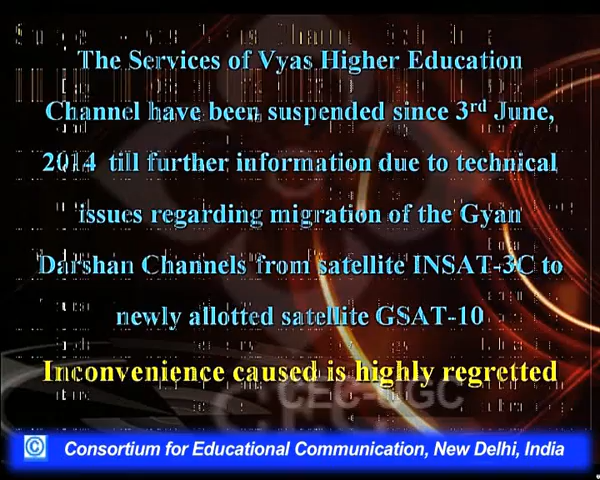 The Services of Vyas Higher Education
Channel have been suspended since 3rd June,
2014 till further information due to technical
issues regarding migration of the Gyan
Darshan Channels from satellite INSAT-3C to
newly allotted satellite GSAT-10
Inconvenience caused is highly regretted
CEC-UGC
© Consortium for Educational Communication, New Delhi, India